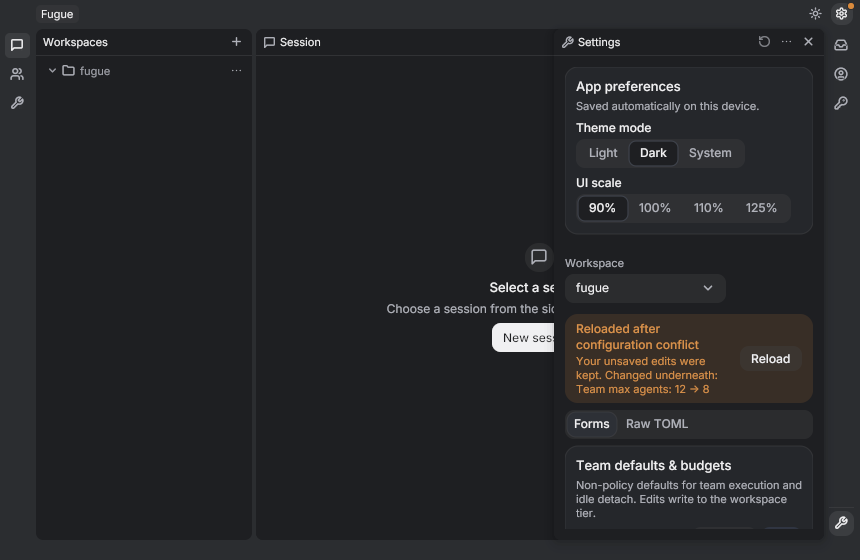 Fugue
Workspaces
fugue
Session
Select a se
Choose a session from the sid
New sess
Settings
App preferences
Saved automatically on this device.
Theme mode
Light Dark System
UI scale
90% 100% 110% 125%
Workspace
fugue
Reloaded after
configuration conflict
Your unsaved edits were
kept. Changed underneath:
Team max agents: 12 → 8
Reload
Forms Raw TOML
Team defaults & budgets
Non-policy defaults for team execution and
idle detach. Edits write to the workspace
tier.